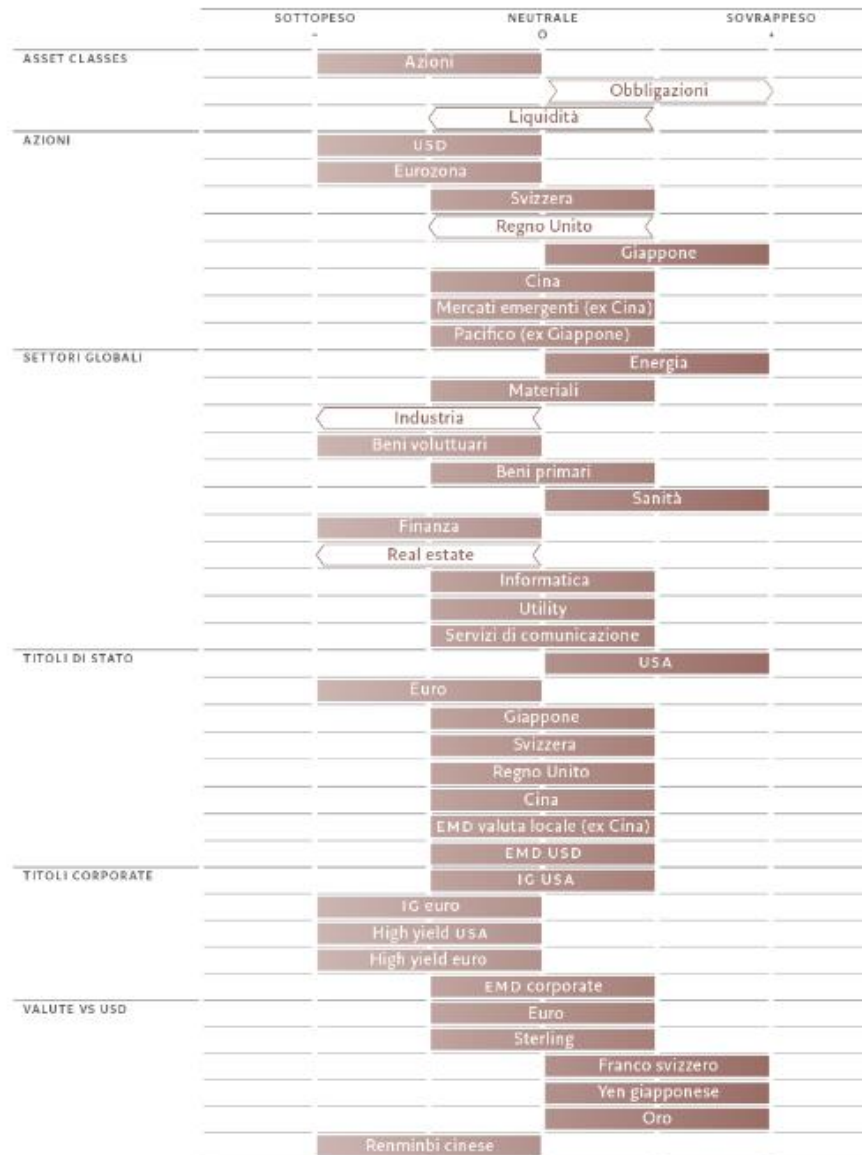 SOTTOPESO NEUTRALE SOVRAPPESO
- O +
ASSET CLASSES Azioni
Obbligazioni
Liquidità
AZIONI USD
Eurozona
Svizzera
Regno Unito
Giappone
Cina
Mercati emergenti (ex Cina)
Pacifico (ex Giappone)
SETTORI GLOBALI Energia
Materiali
Industria
Beni voluttuari
Beni primari
Sanità
Finanza
Real estate
Informatica
Utility
Servizi di comunicazione
TITOLI DI STATO USA
Euro
Giappone
Svizzera
Regno Unito
Cina
EMD valuta locale (ex Cina)
EMD USD
TITOLI CORPORATE IG USA
IG euro
High yield USA
High yield euro
EMD corporate
VALUTE VS USD Euro
Sterling
Franco svizzero
Yen giapponese
Oro
Renminbi cinese